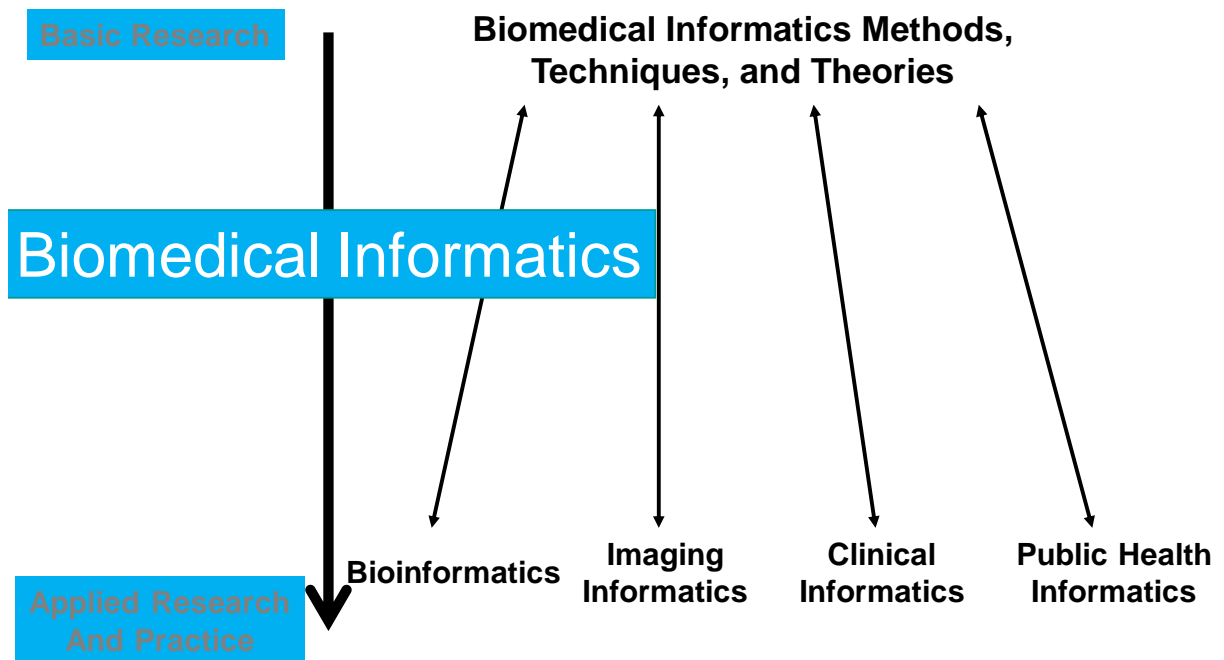 Basic Research
Biomedical Informatics Methods,
Techniques, and Theories
Biomedical Informatics
Bioinformatics
Imaging
Informatics
Clinical
Informatics
Public Health
Informatics
Applied Research
And Practice